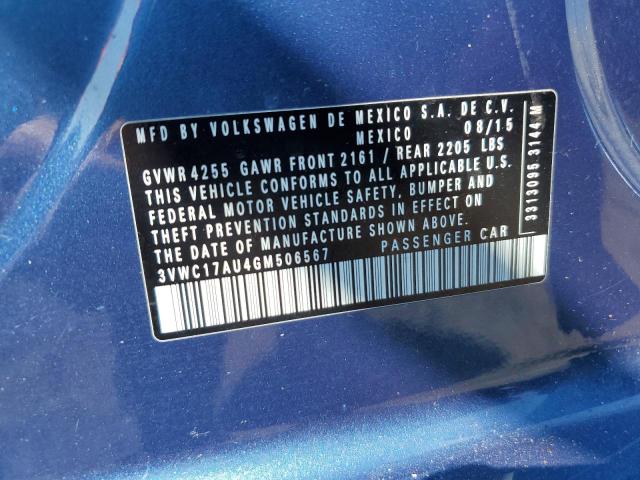 MFD BY VOLKSWAGEN DE MEXICO S.A. DE C.V.
MEXICO 08/15
GVWR 4255 GAWR FRONT 2161 / REAR 2205 LBS
THIS VEHICLE CONFORMS TO ALL APPLICABLE U.S.
FEDERAL MOTOR VEHICLE SAFETY, BUMPER AND
THEFT PREVENTION STANDARDS IN EFFECT ON
THE DATE OF MANUFACTURE SHOWN ABOVE.
3VWC17AU4GM506567 PASSENGER CAR
3313095 3144 M